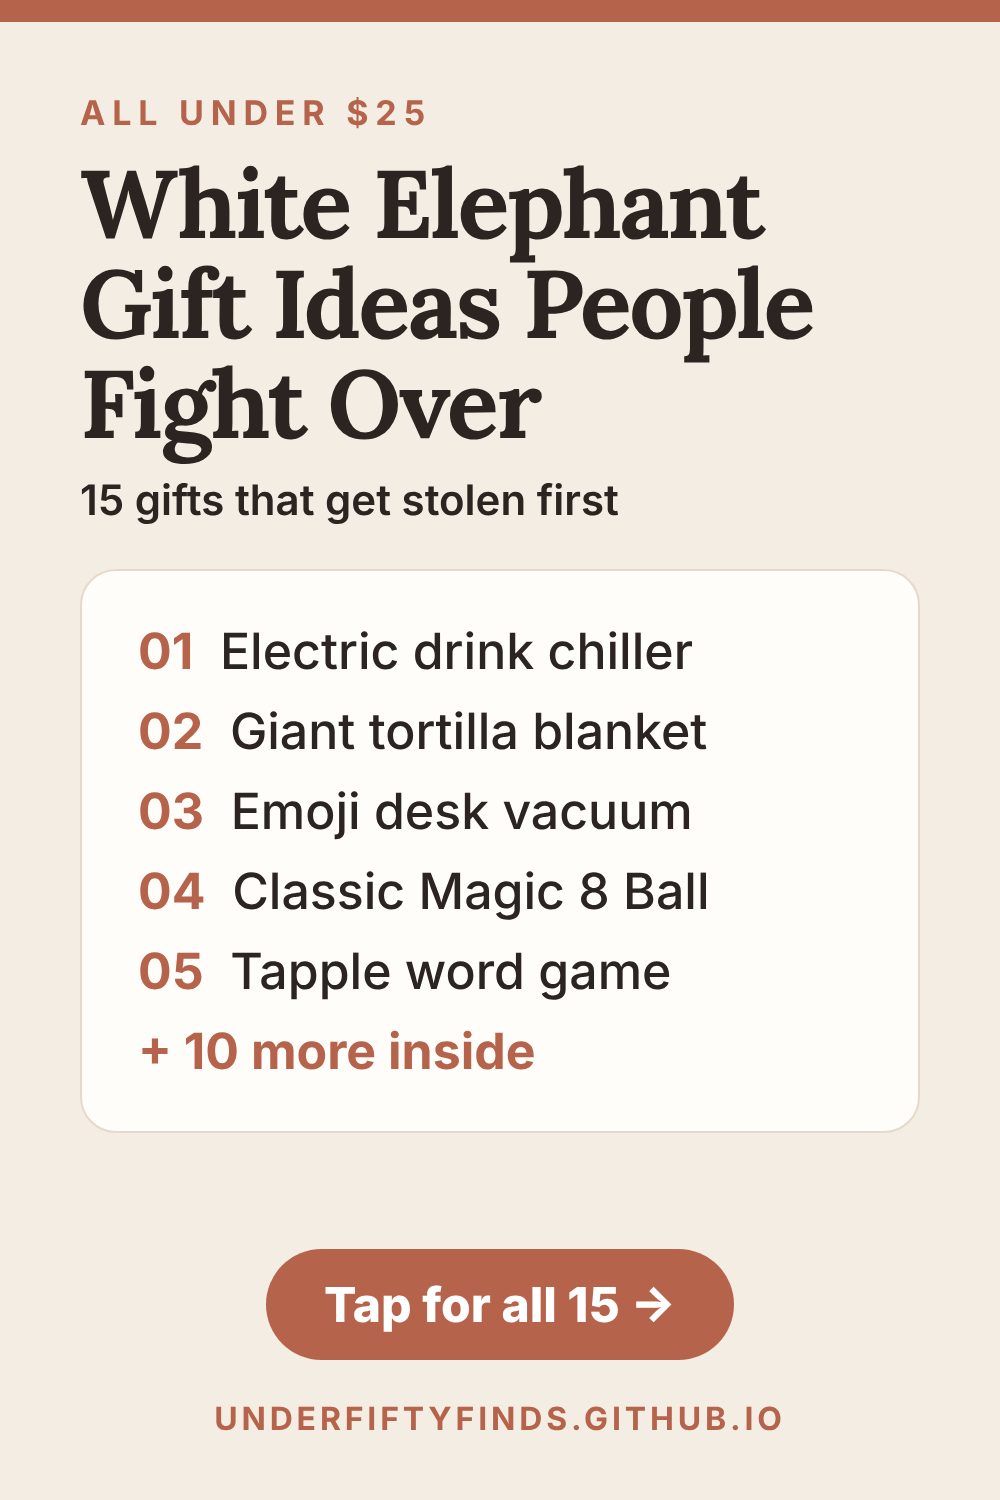 ALL UNDER $25
White Elephant
Gift Ideas People
Fight Over
15 gifts that get stolen first
01 Electric drink chiller
02 Giant tortilla blanket
03 Emoji desk vacuum
04 Classic Magic 8 Ball
05 Tapple word game
+ 10 more inside
Tap for all 15 →
UNDERFIFTYFINDS.GITHUB.IO